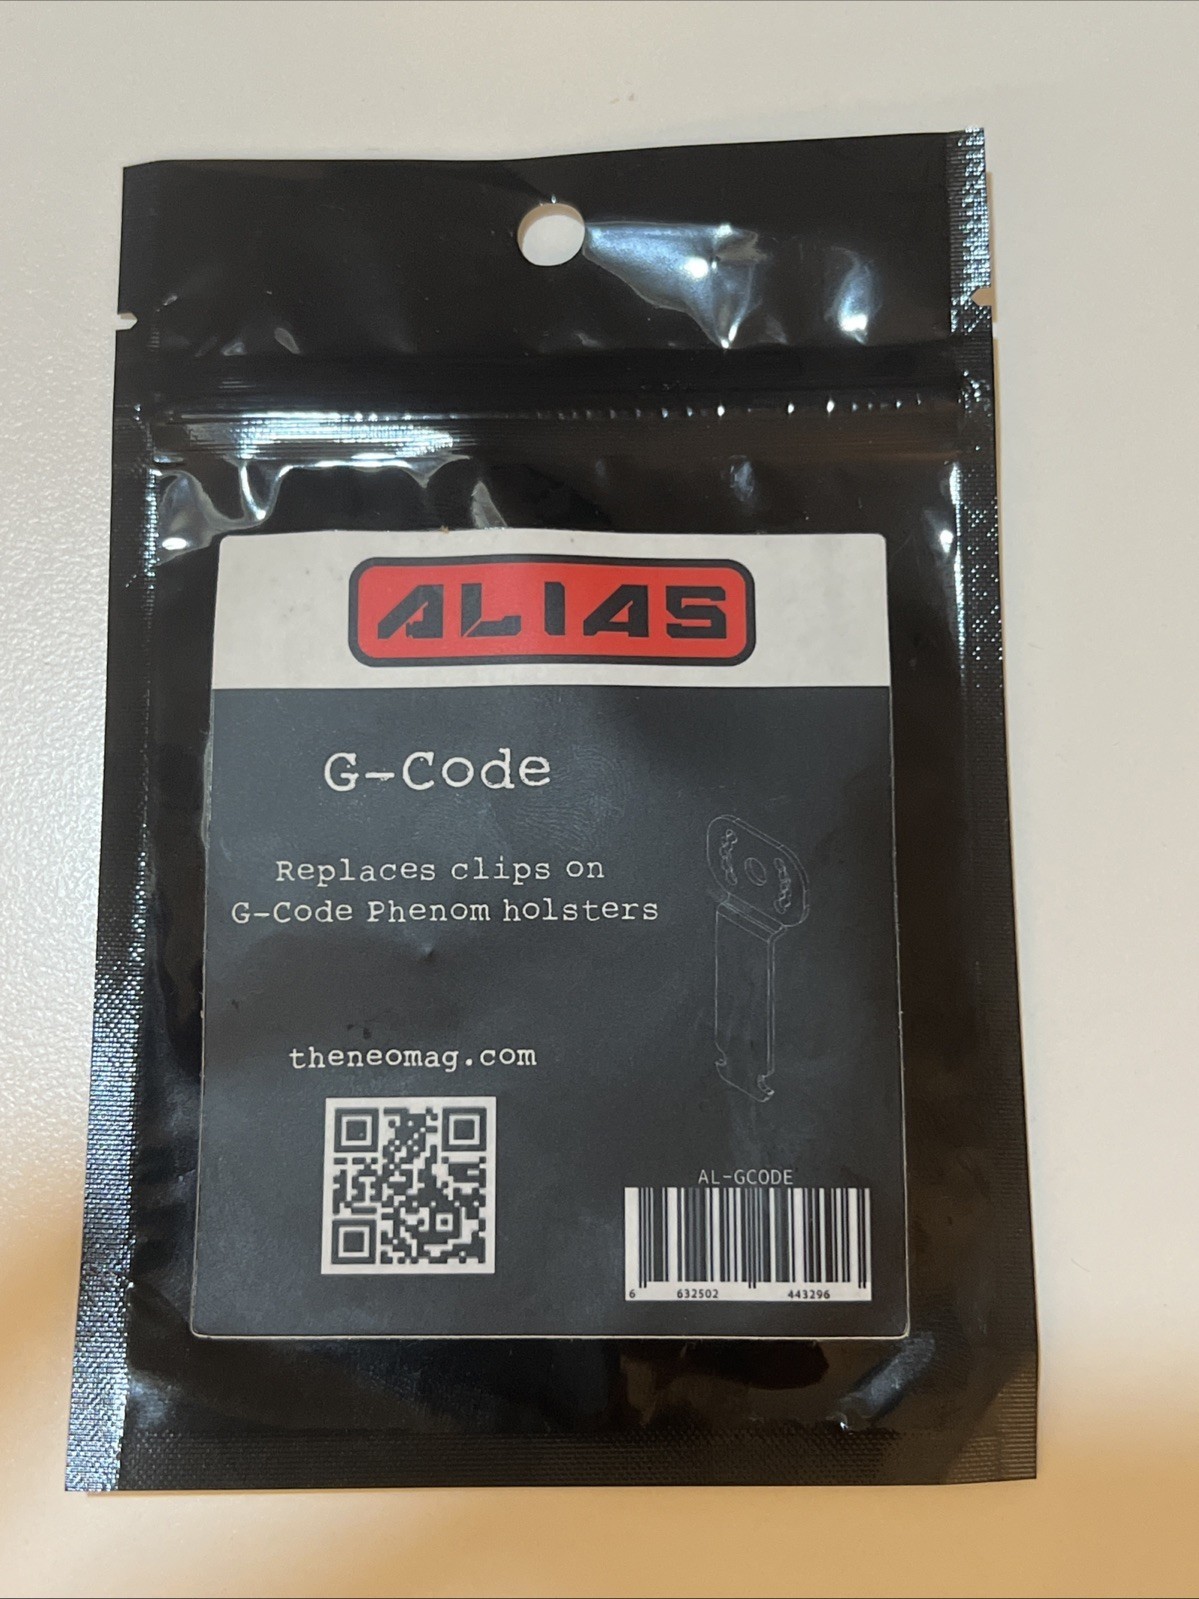 ALIAS
G-Code
Replaces clips on
G-Code Phenom holsters
theneomag.com
AL-GCODE
6 632502 443296